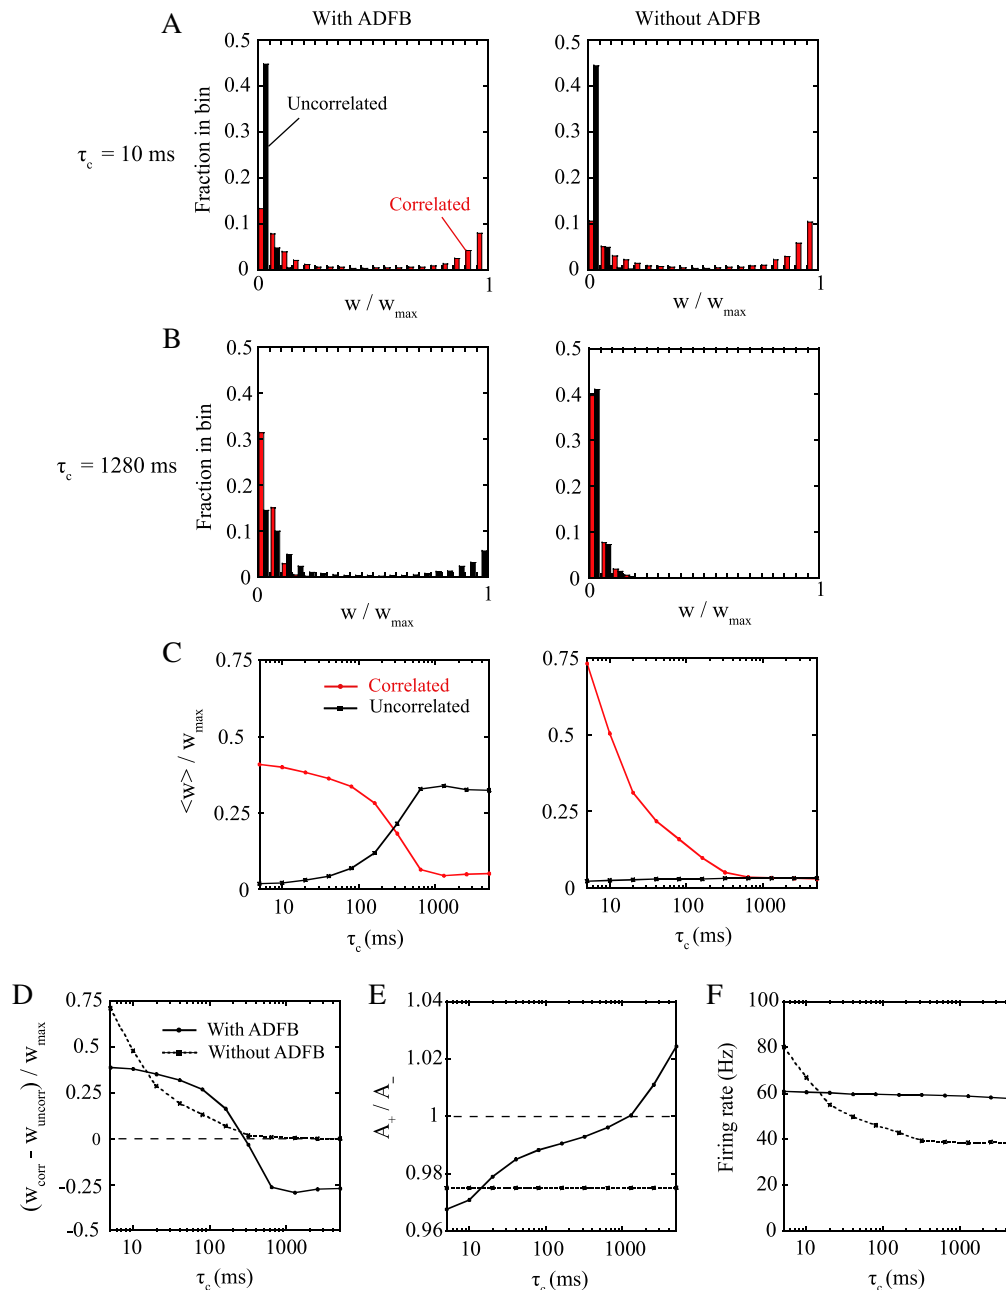 A
With ADFB
Without ADFB
τc = 10 ms
Fraction in bin
0.5
0.4
0.3
0.2
0.1
0
Uncorrelated
Correlated
0
1
w / wmax
0.5
0.4
0.3
0.2
0.1
0
0
1
w / wmax
B
τc = 1280 ms
Fraction in bin
0.5
0.4
0.3
0.2
0.1
0
0
1
w / wmax
0.5
0.4
0.3
0.2
0.1
0
0
1
w / wmax
C
<w> / wmax
0.75
0.5
0.25
0
Correlated
Uncorrelated
10
100
1000
τc (ms)
0.75
0.5
0.25
0
10
100
1000
τc (ms)
D
(wcorr - wuncorr) / wmax
0.75
0.5
0.25
0
-0.25
-0.5
With ADFB
Without ADFB
10
100
1000
τc (ms)
E
A+ / A-
1.04
1.02
1
0.98
0.96
10
100
1000
τc (ms)
F
Firing rate (Hz)
100
80
60
40
20
0
10
100
1000
τc (ms)